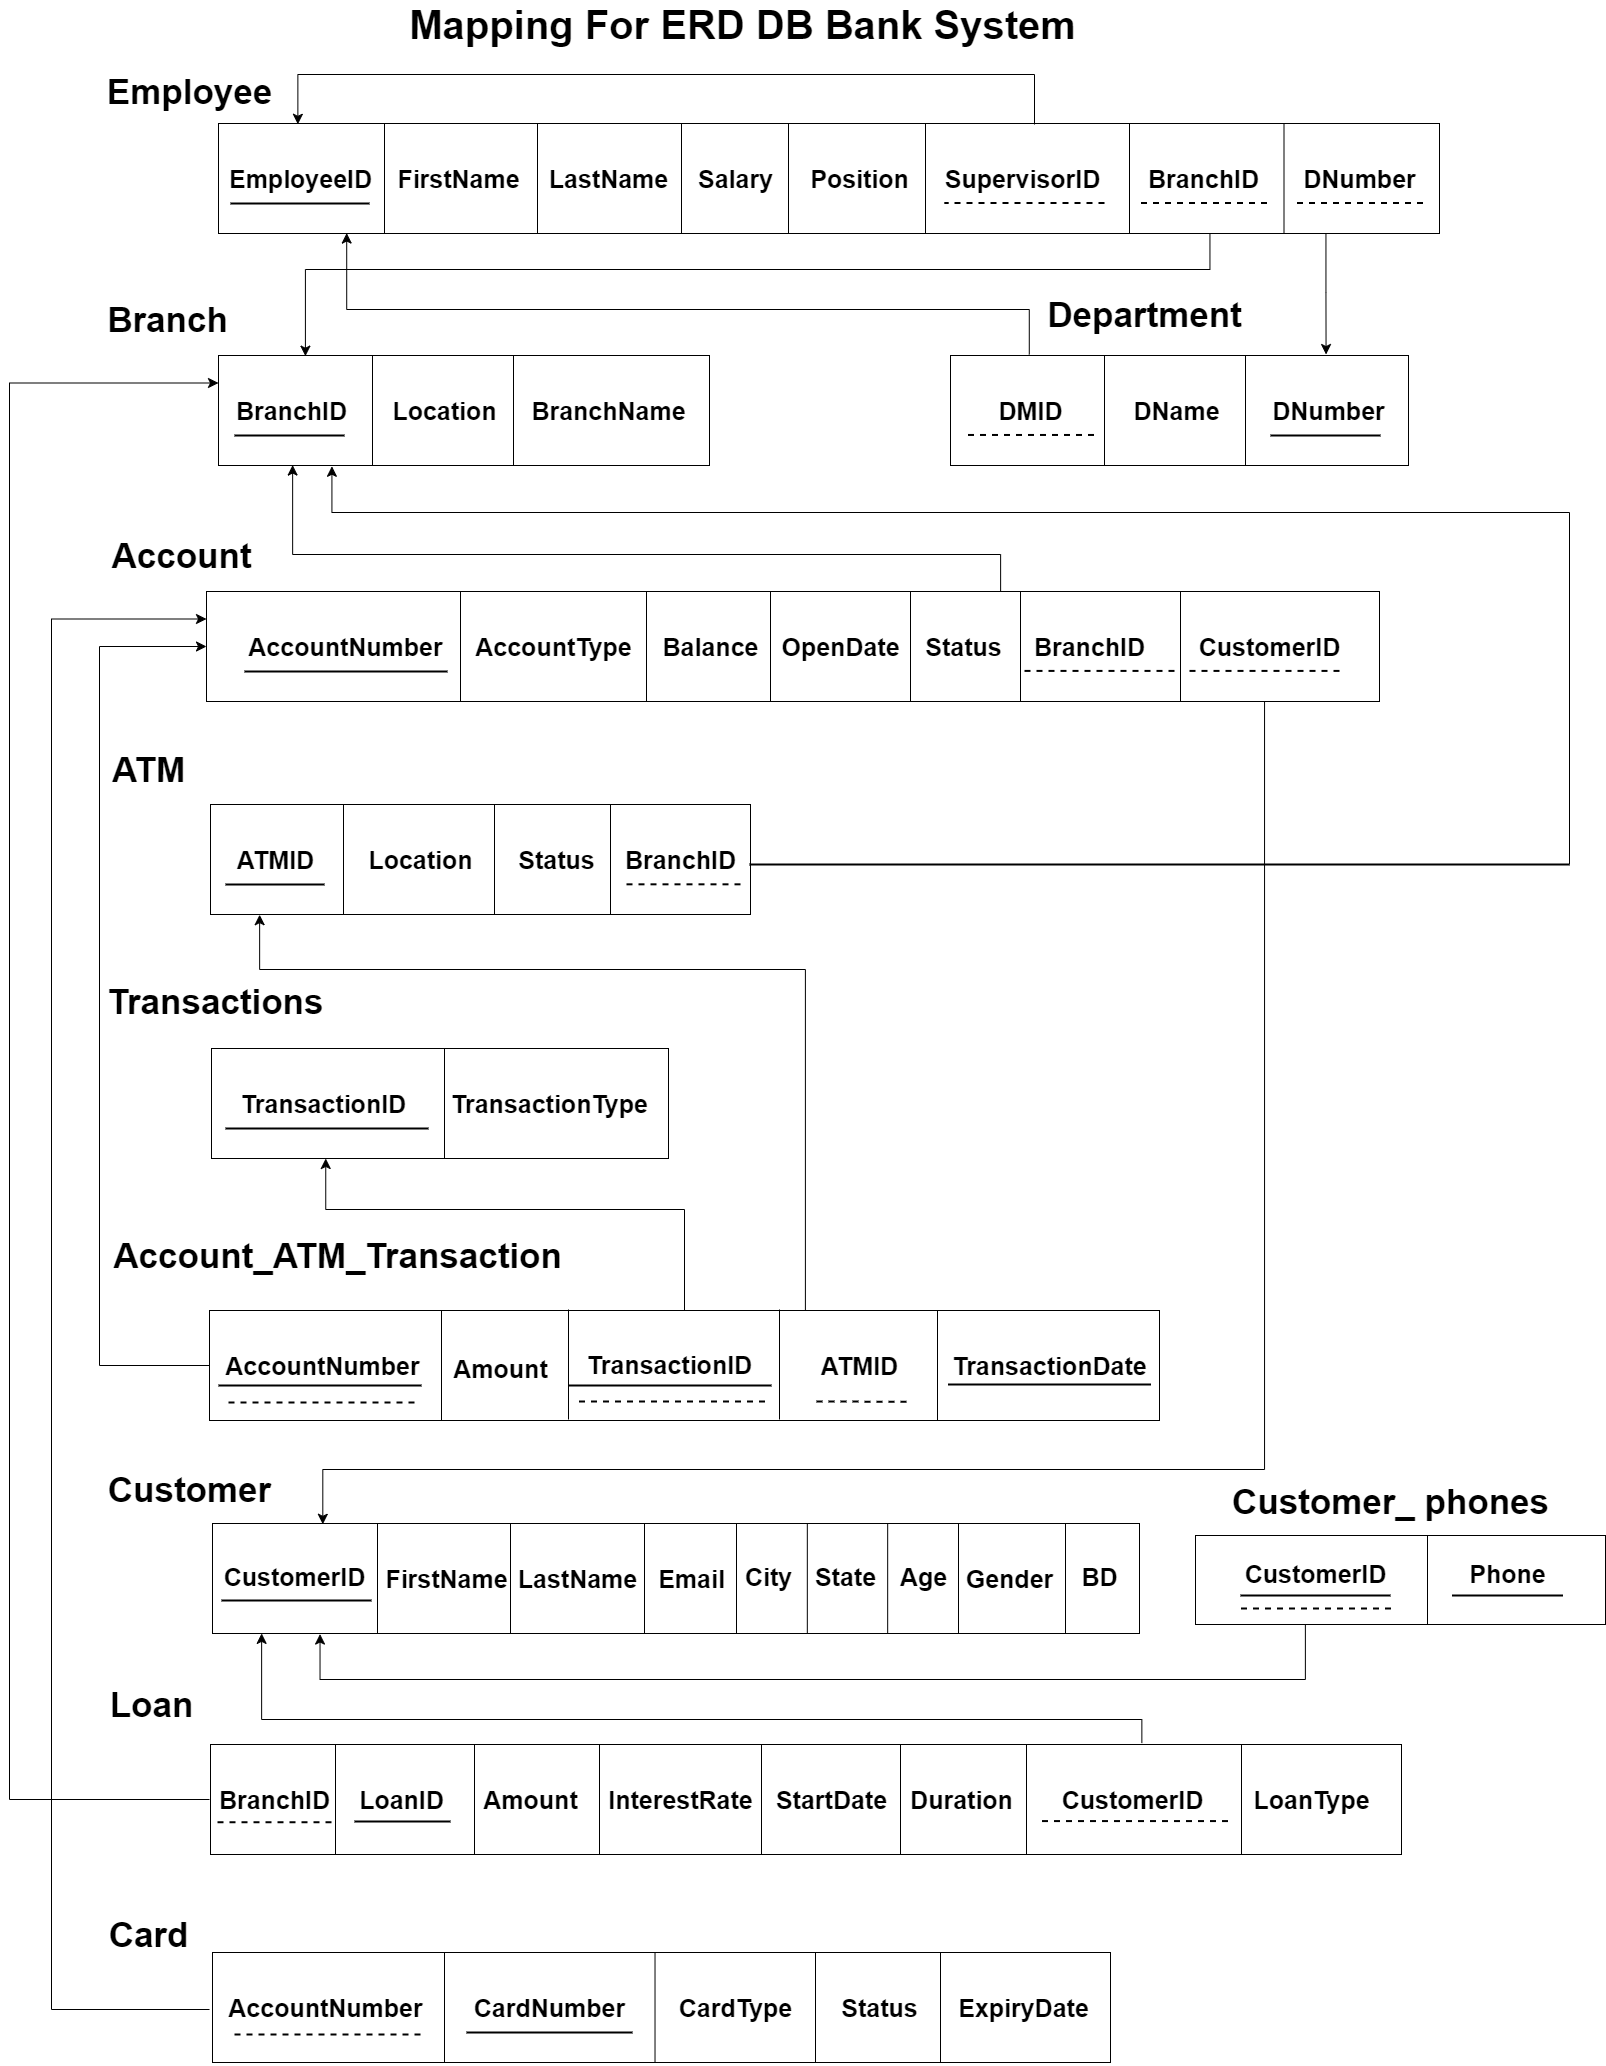 Mapping For ERD DB Bank System
Employee
EmployeeID FirstName LastName Salary Position SupervisorID BranchID DNumber
Branch
BranchID Location BranchName
Department
DMID DName DNumber
Account
AccountNumber AccountType Balance OpenDate Status BranchID CustomerID
ATM
ATMID Location Status BranchID
Transactions
TransactionID TransactionType
Account_ATM_Transaction
AccountNumber Amount TransactionID ATMID TransactionDate
Customer
CustomerID FirstName LastName Email City State Age Gender BD
Customer_ phones
CustomerID Phone
Loan
BranchID LoanID Amount InterestRate StartDate Duration CustomerID LoanType
Card
AccountNumber CardNumber CardType Status ExpiryDate